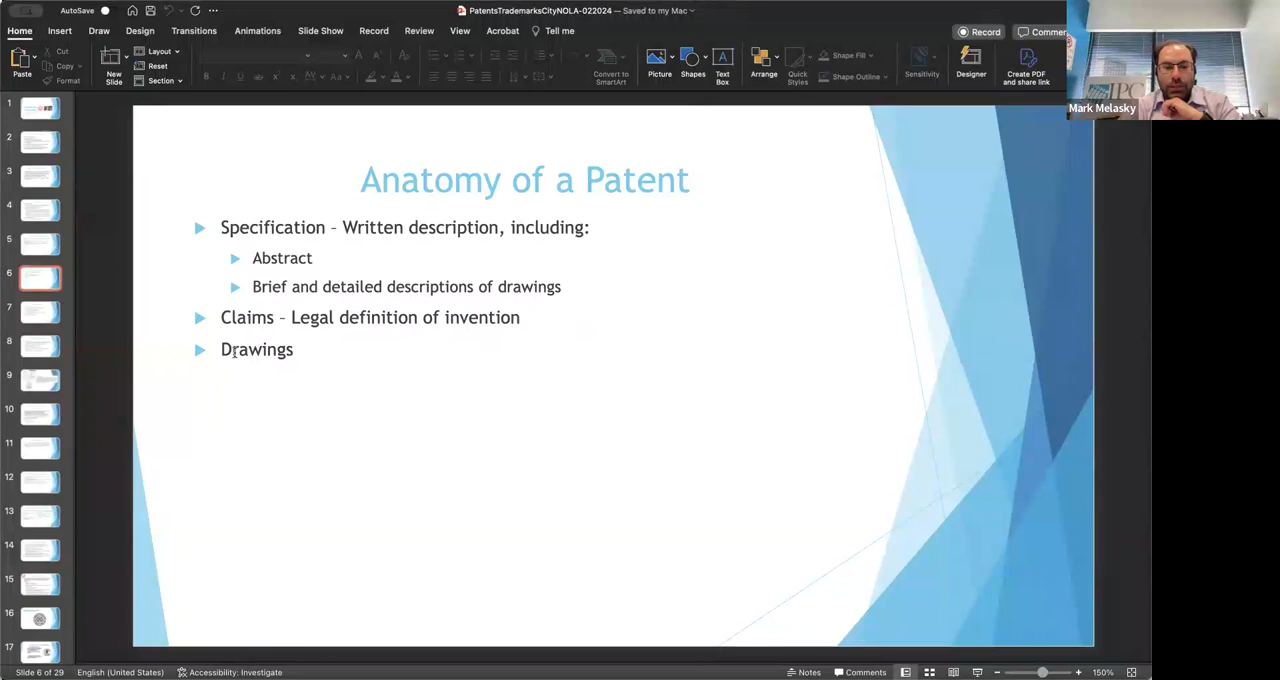 AutoSave
PatentsTrademarksCityNOLA-022024 — Saved to my Mac
Home Insert Draw Design Transitions Animations Slide Show Record Review View Acrobat Tell me
Record
Commen
Paste
Cut
Copy
Format
New
Slide
Layout
Reset
Section
Convert to
SmartArt
Picture
Shapes
Text
Box
Arrange
Quick
Styles
Shape Fill
Shape Outline
Sensitivity
Designer
Create PDF
and share link
IPC
Mark Melasky
1
2
3
4
5
6
7
8
9
10
11
12
13
14
15
16
17
Anatomy of a Patent
Specification – Written description, including:
Abstract
Brief and detailed descriptions of drawings
Claims – Legal definition of invention
Drawings
Slide 6 of 29 English (United States) Accessibility: Investigate
Notes Comments 150%